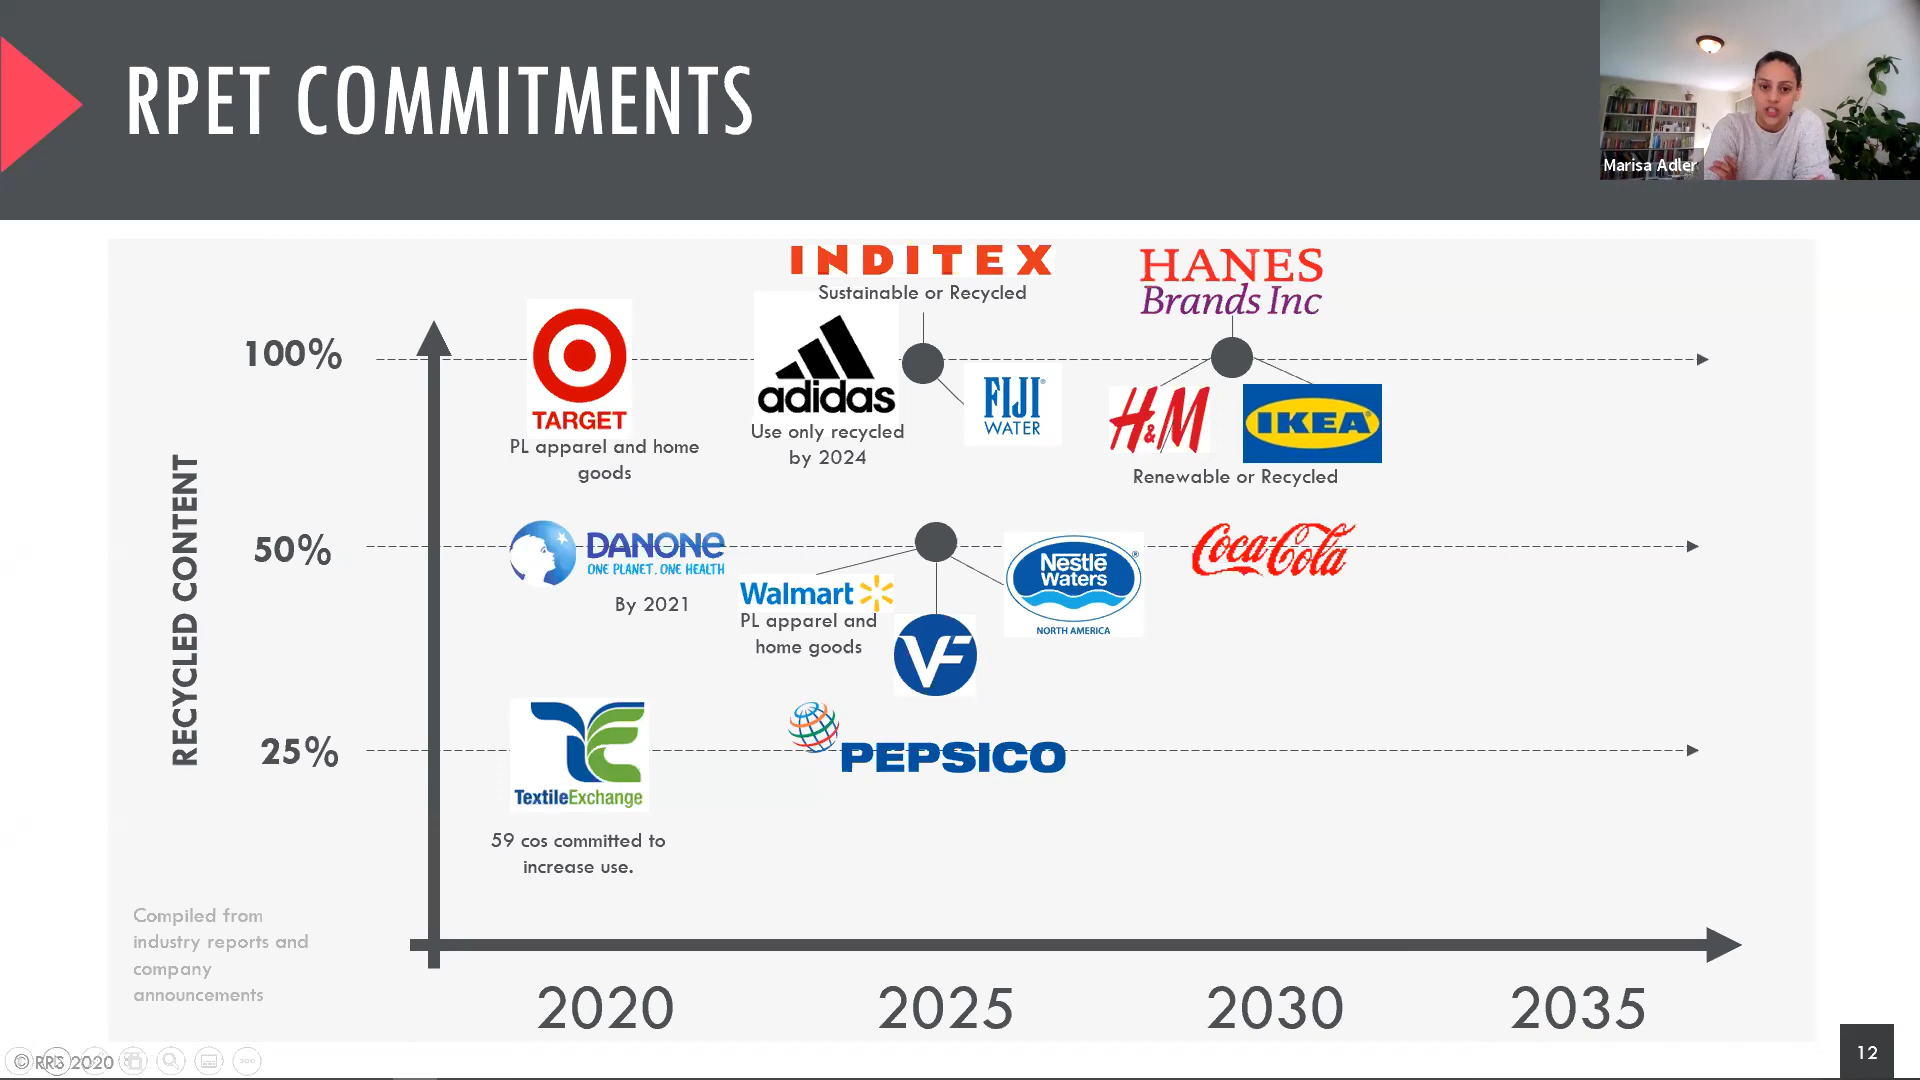 RPET COMMITMENTS
Marisa Adler
INDITEX
Sustainable or Recycled
HANES
Brands Inc
100%
TARGET
PL apparel and home
goods
adidas
Use only recycled
by 2024
FIJI
WATER
H&M
IKEA
Renewable or Recycled
RECYCLED CONTENT
50%
DANONE
ONE PLANET. ONE HEALTH
By 2021
Walmart
PL apparel and
home goods
VF
Nestlē
Waters
NORTH AMERICA
Coca-Cola
25%
TextileExchange
59 cos committed to
increase use.
PEPSICO
Compiled from
industry reports and
company
announcements
2020
2025
2030
2035
© RRS 2020
12